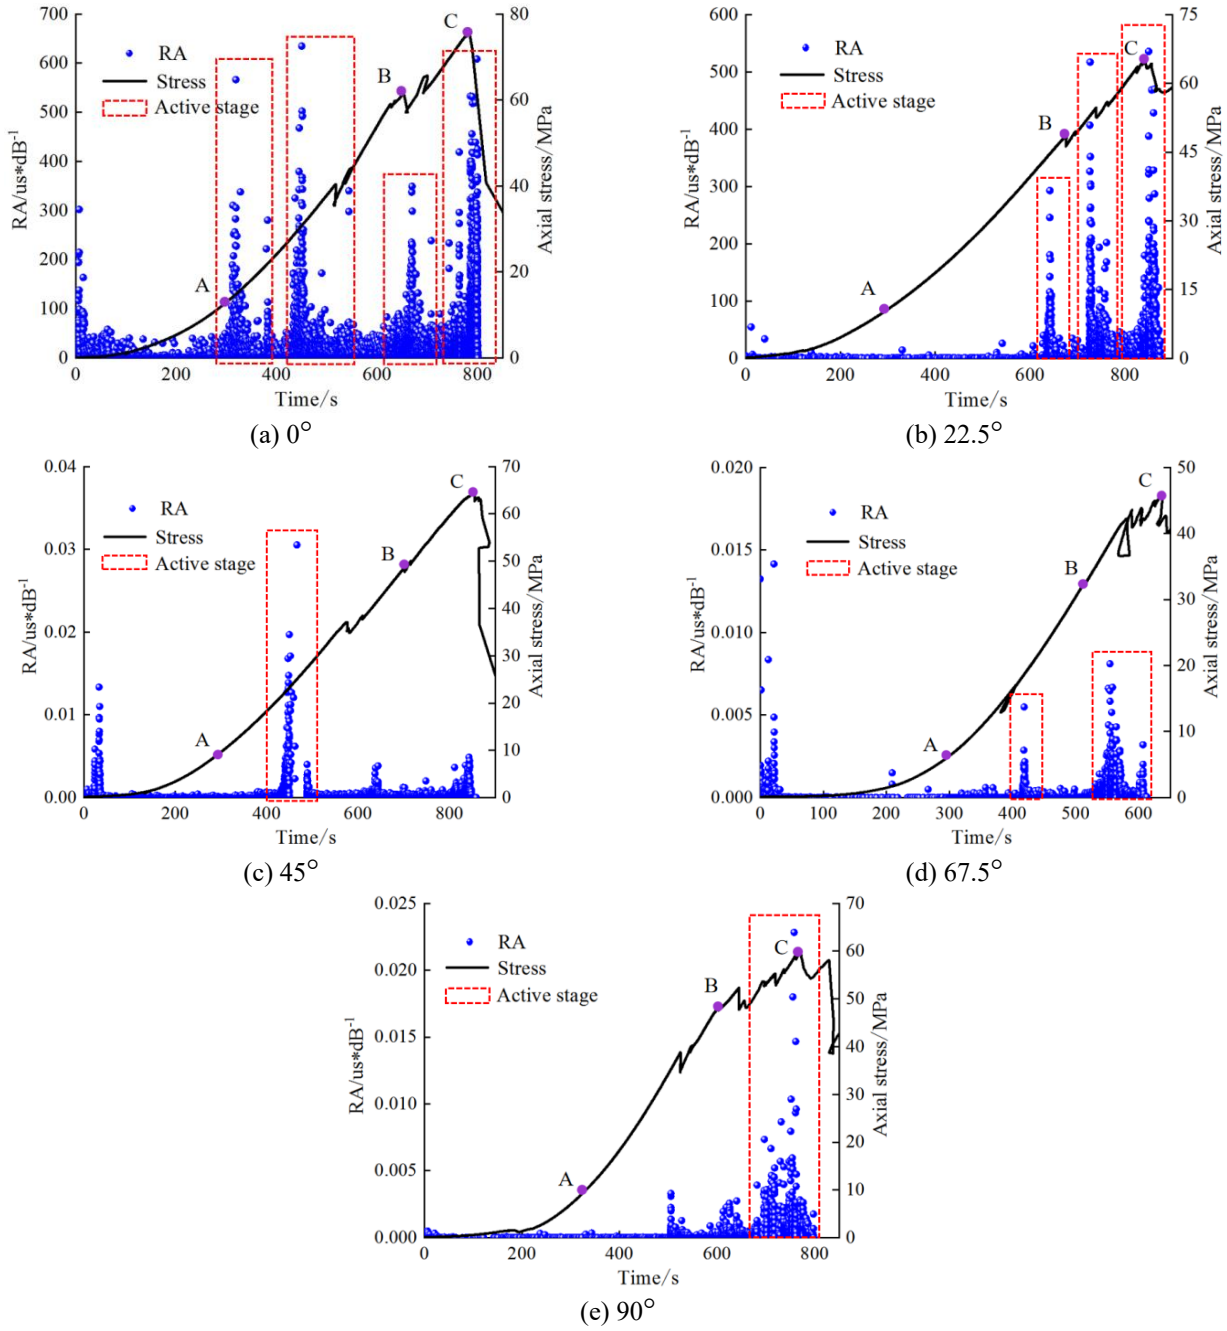 RA/us*dB-1
700
600
500
400
300
200
100
0
RA
Stress
Active stage
A
B
C
80
60
40
20
0
Axial stress/MPa
0 200 400 600 800
Time/s
(a) 0°
RA/us*dB-1
600
500
400
300
200
100
0
RA
Stress
Active stage
A
B
C
75
60
45
30
15
0
Axial stress/MPa
0 200 400 600 800
Time/s
(b) 22.5°
RA/us*dB-1
0.04
0.03
0.02
0.01
0.00
RA
Stress
Active stage
A
B
C
70
60
50
40
30
20
10
0
Axial stress/MPa
0 200 400 600 800
Time/s
(c) 45°
RA/us*dB-1
0.020
0.015
0.010
0.005
0.000
RA
Stress
Active stage
A
B
C
50
40
30
20
10
0
Axial stress/MPa
0 100 200 300 400 500 600
Time/s
(d) 67.5°
RA/us*dB-1
0.025
0.020
0.015
0.010
0.005
0.000
RA
Stress
Active stage
A
B
C
70
60
50
40
30
20
10
0
Axial stress/MPa
0 200 400 600 800
Time/s
(e) 90°